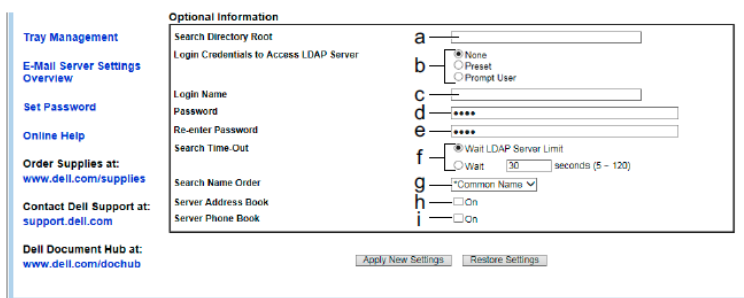 Optional Information
Tray Management
E-Mail Server Settings
Overview
Set Password
Online Help
Order Supplies at:
www.dell.com/supplies
Contact Dell Support at:
support.dell.com
Dell Document Hub at:
www.dell.com/dochub
Search Directory Root a
Login Credentials to Access LDAP Server b
None
Preset
Prompt User
Login Name c
Password d ••••
Re-enter Password e ••••
Search Time-Out f
Wait LDAP Server Limit
Wait 30 seconds (5 – 120)
Search Name Order g *Common Name
Server Address Book h On
Server Phone Book i On
Apply New Settings Restore Settings